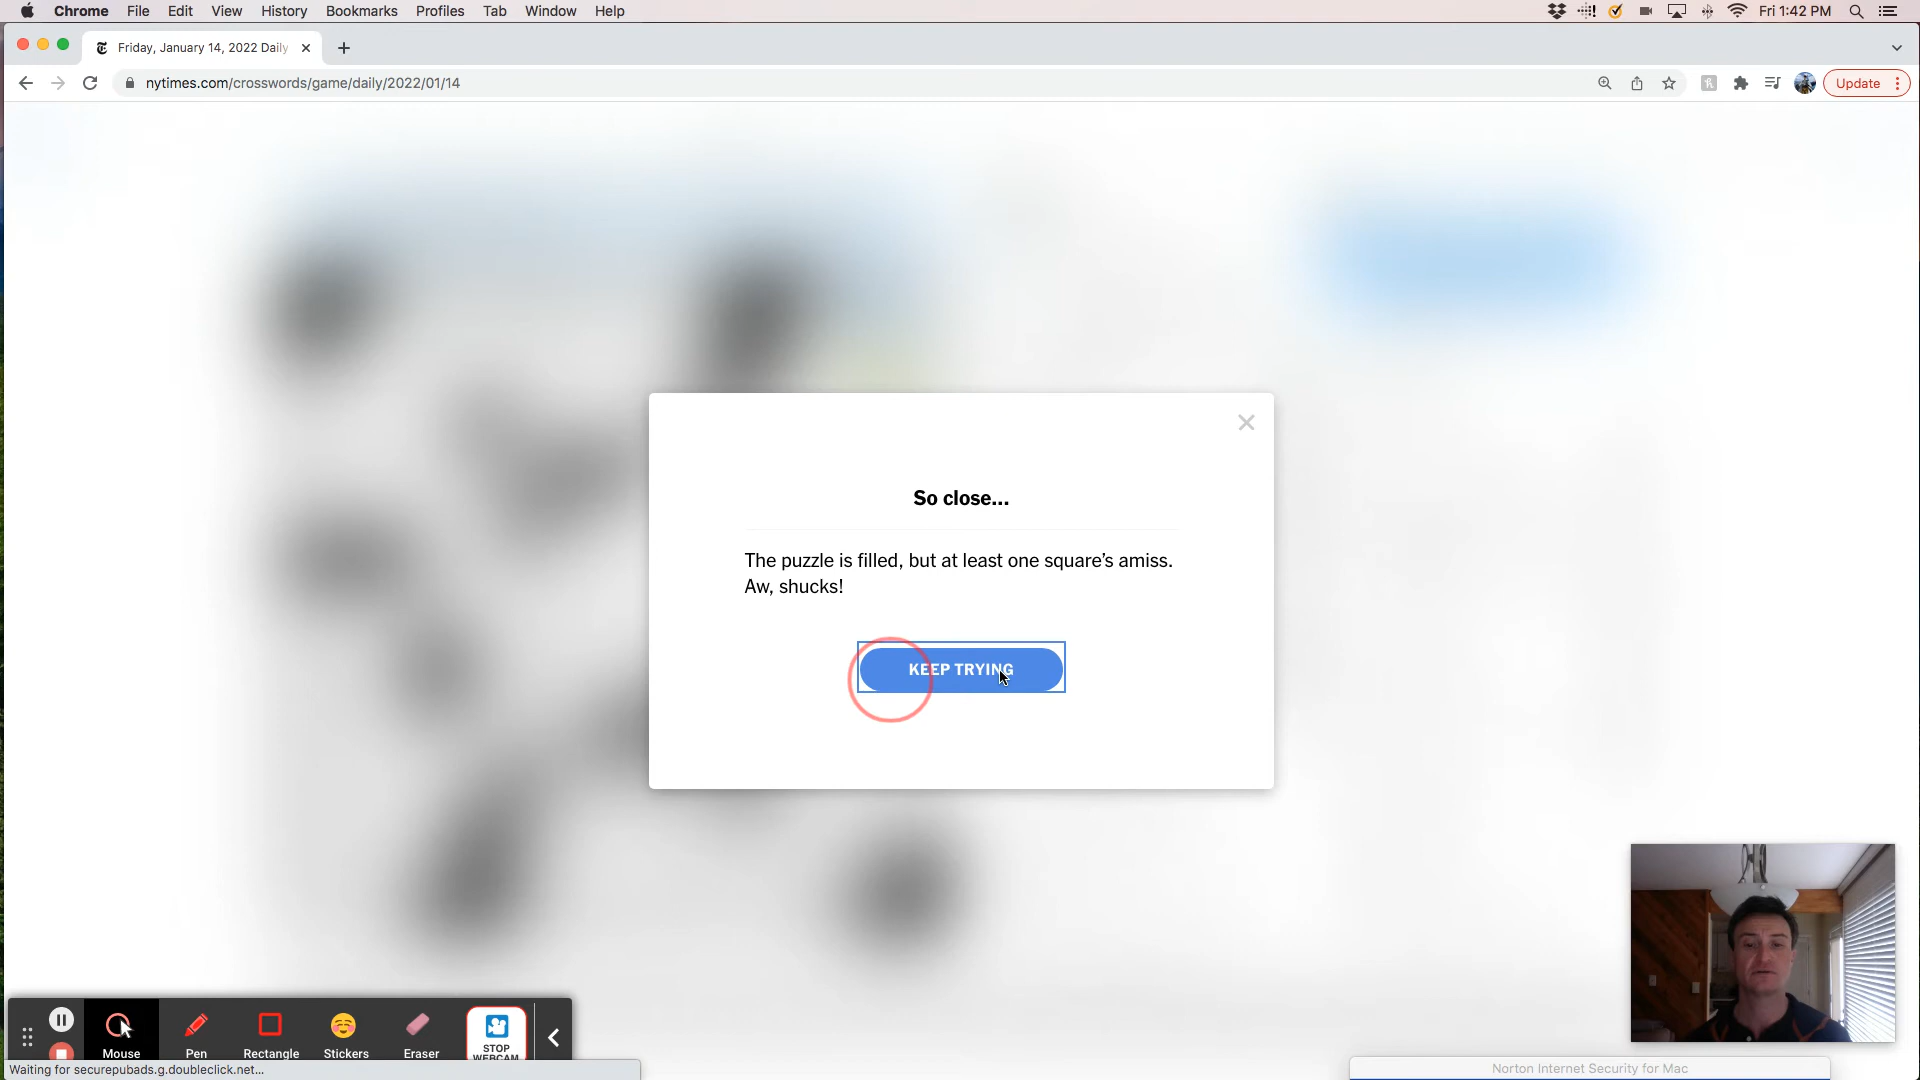 Chrome File Edit View History Bookmarks Profiles Tab Window Help Fri 1:42 PM
Friday, January 14, 2022 Daily
nytimes.com/crosswords/game/daily/2022/01/14 Update
So close...
The puzzle is filled, but at least one square’s amiss.
Aw, shucks!
KEEP TRYING
Mouse Pen Rectangle Stickers Eraser STOP WEBCAM
Waiting for securepubads.g.doubleclick.net...
Norton Internet Security for Mac